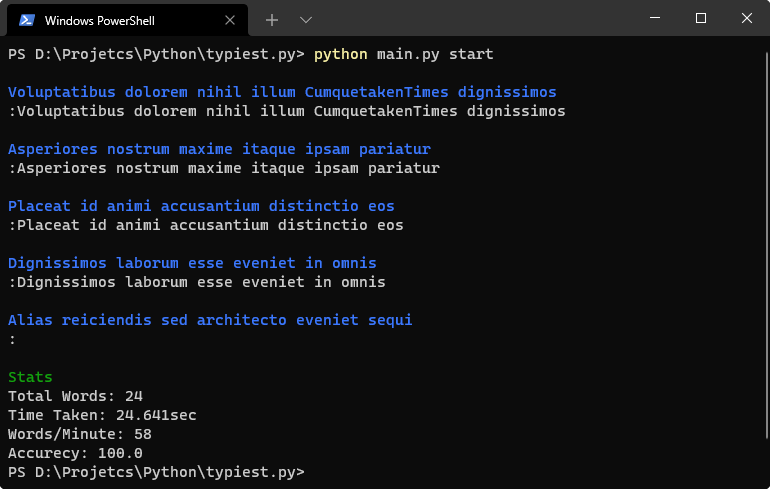 Windows PowerShell
PS D:\Projetcs\Python\typiest.py> python main.py start
Voluptatibus dolorem nihil illum CumquetakenTimes dignissimos
:Voluptatibus dolorem nihil illum CumquetakenTimes dignissimos
Asperiores nostrum maxime itaque ipsam pariatur
:Asperiores nostrum maxime itaque ipsam pariatur
Placeat id animi accusantium distinctio eos
:Placeat id animi accusantium distinctio eos
Dignissimos laborum esse eveniet in omnis
:Dignissimos laborum esse eveniet in omnis
Alias reiciendis sed architecto eveniet sequi
:
Stats
Total Words: 24
Time Taken: 24.641sec
Words/Minute: 58
Accurecy: 100.0
PS D:\Projetcs\Python\typiest.py>